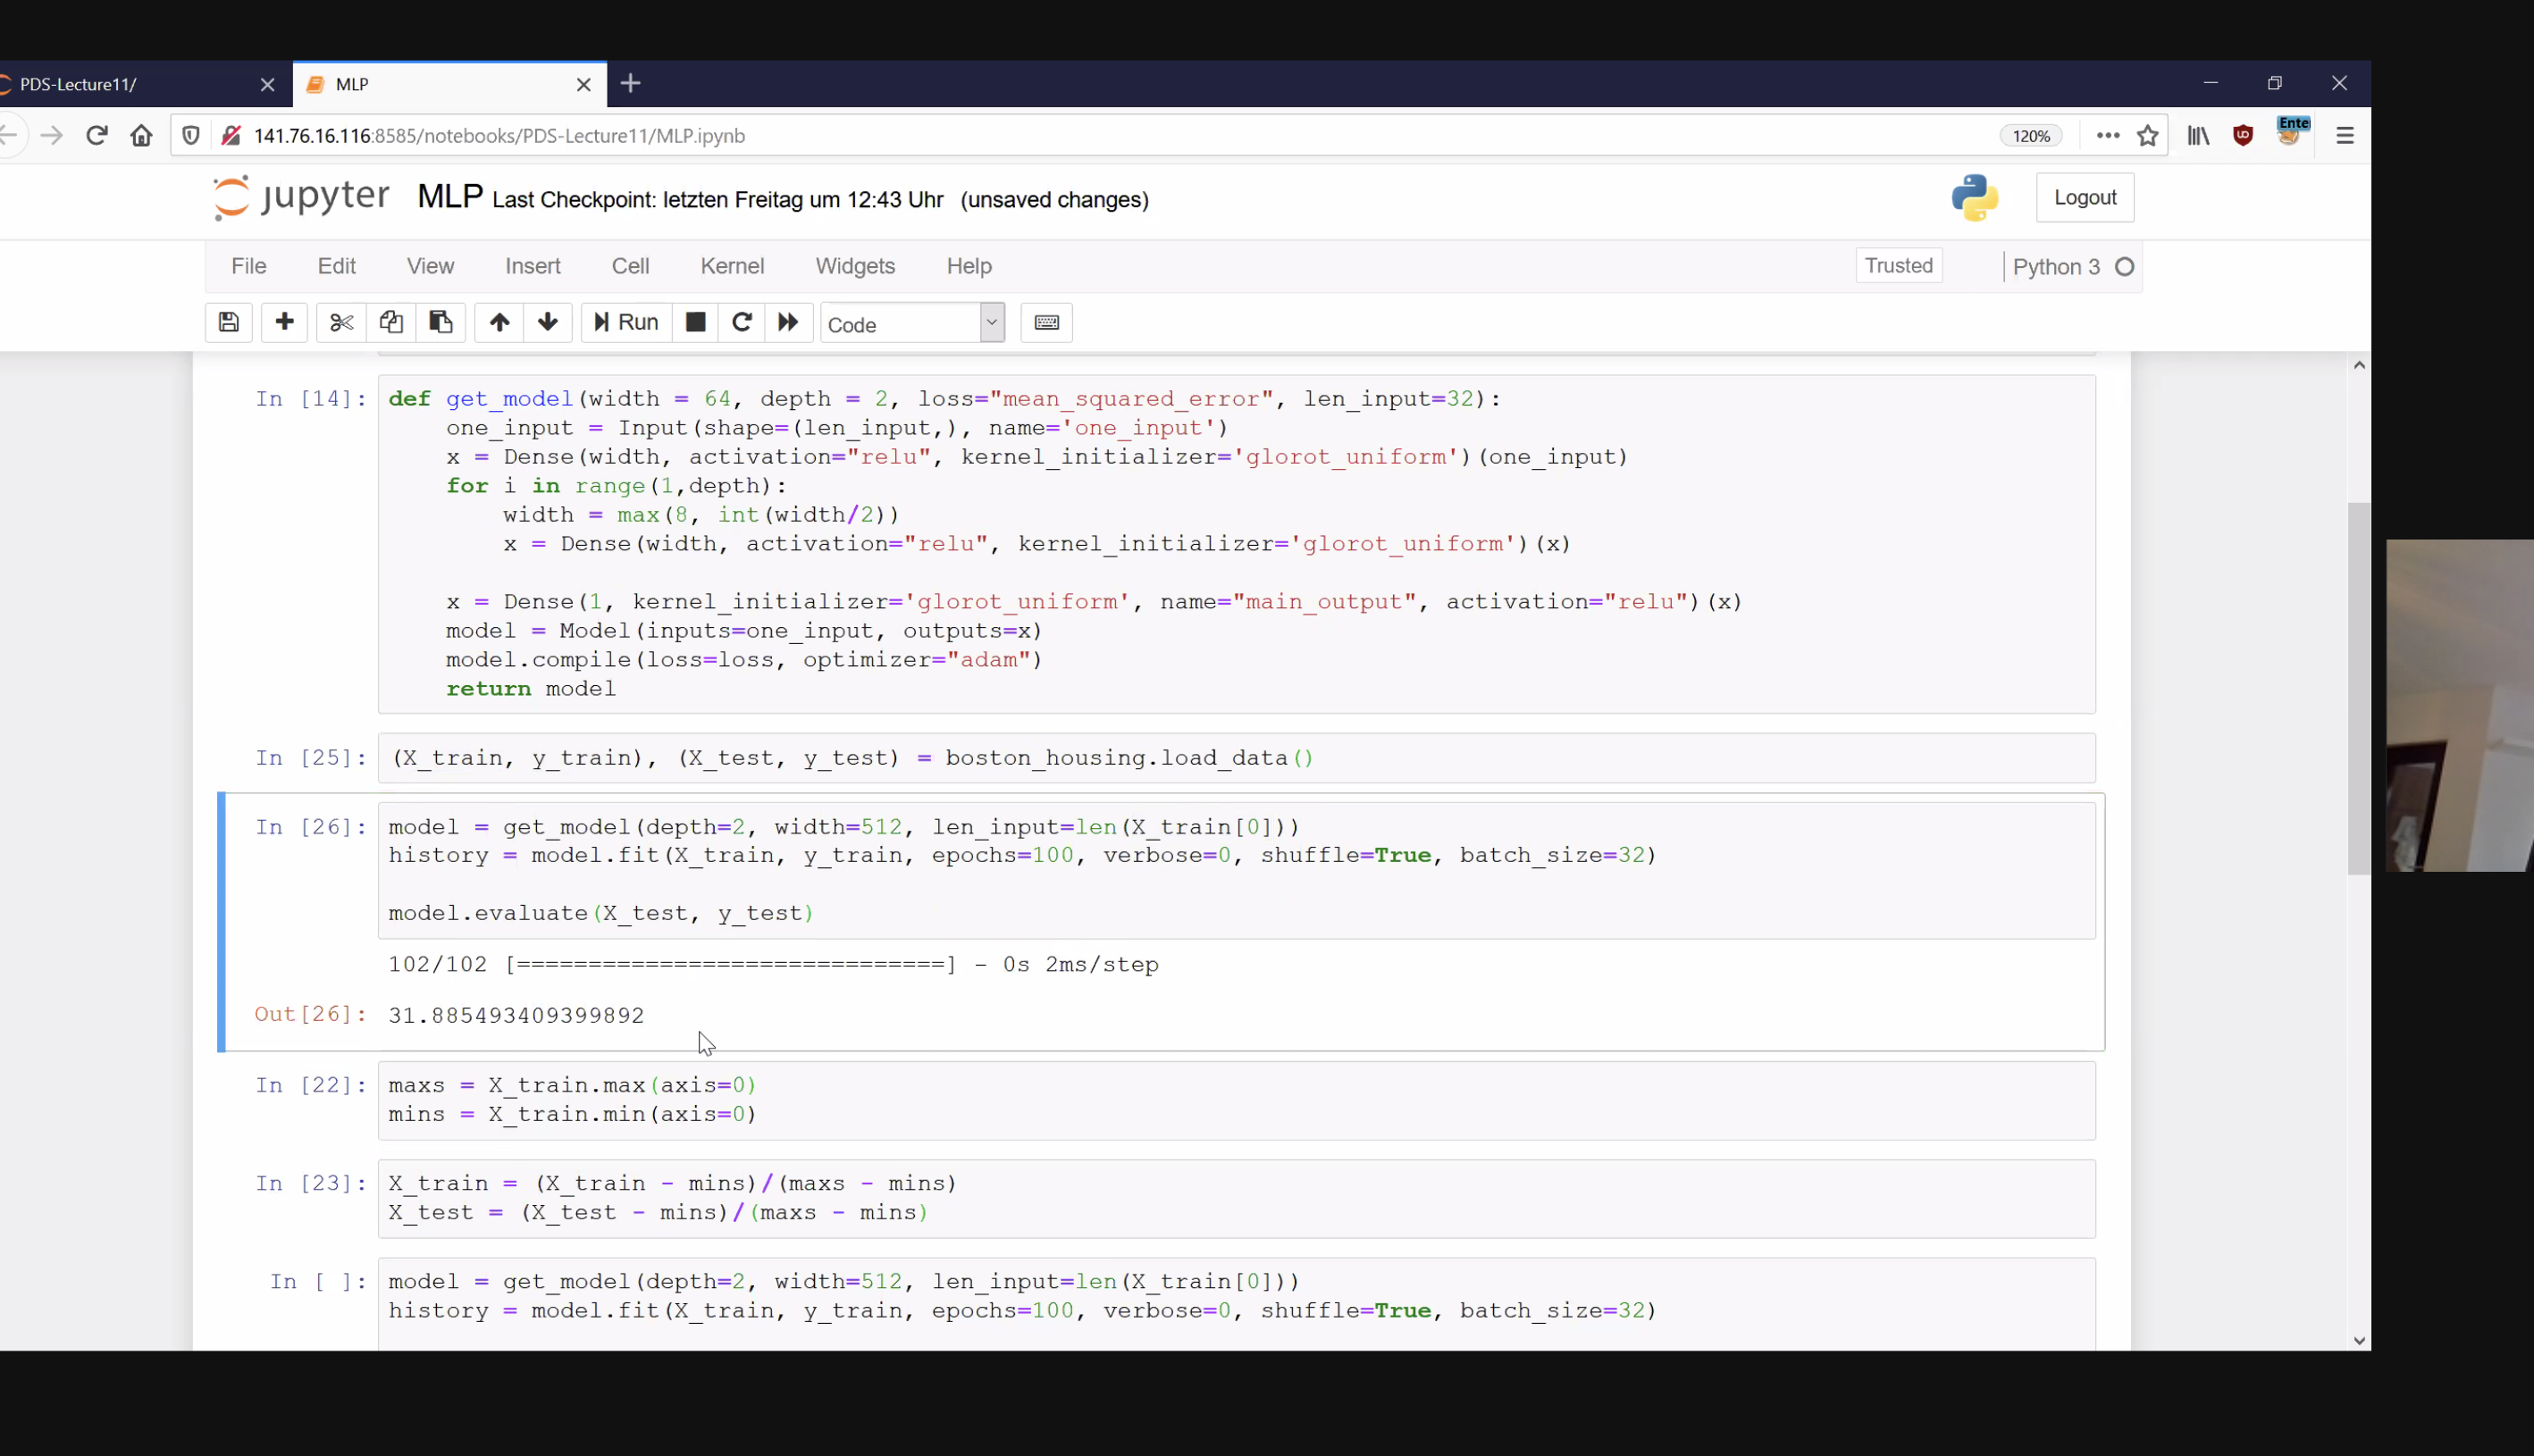 PDS-Lecture11/
MLP
141.76.16.116:8585/notebooks/PDS-Lecture11/MLP.ipynb
120%
Ente
jupyter MLP Last Checkpoint: letzten Freitag um 12:43 Uhr (unsaved changes)
Logout
File Edit View Insert Cell Kernel Widgets Help
Trusted
Python 3
Run
Code
In [14]: def get_model(width = 64, depth = 2, loss="mean_squared_error", len_input=32):
one_input = Input(shape=(len_input,), name='one_input')
x = Dense(width, activation="relu", kernel_initializer='glorot_uniform')(one_input)
for i in range(1,depth):
width = max(8, int(width/2))
x = Dense(width, activation="relu", kernel_initializer='glorot_uniform')(x)
x = Dense(1, kernel_initializer='glorot_uniform', name="main_output", activation="relu")(x)
model = Model(inputs=one_input, outputs=x)
model.compile(loss=loss, optimizer="adam")
return model
In [25]: (X_train, y_train), (X_test, y_test) = boston_housing.load_data()
In [26]: model = get_model(depth=2, width=512, len_input=len(X_train[0]))
history = model.fit(X_train, y_train, epochs=100, verbose=0, shuffle=True, batch_size=32)
model.evaluate(X_test, y_test)
102/102 [==============================] - 0s 2ms/step
Out[26]: 31.885493409399892
In [22]: maxs = X_train.max(axis=0)
mins = X_train.min(axis=0)
In [23]: X_train = (X_train - mins)/(maxs - mins)
X_test = (X_test - mins)/(maxs - mins)
In [ ]: model = get_model(depth=2, width=512, len_input=len(X_train[0]))
history = model.fit(X_train, y_train, epochs=100, verbose=0, shuffle=True, batch_size=32)